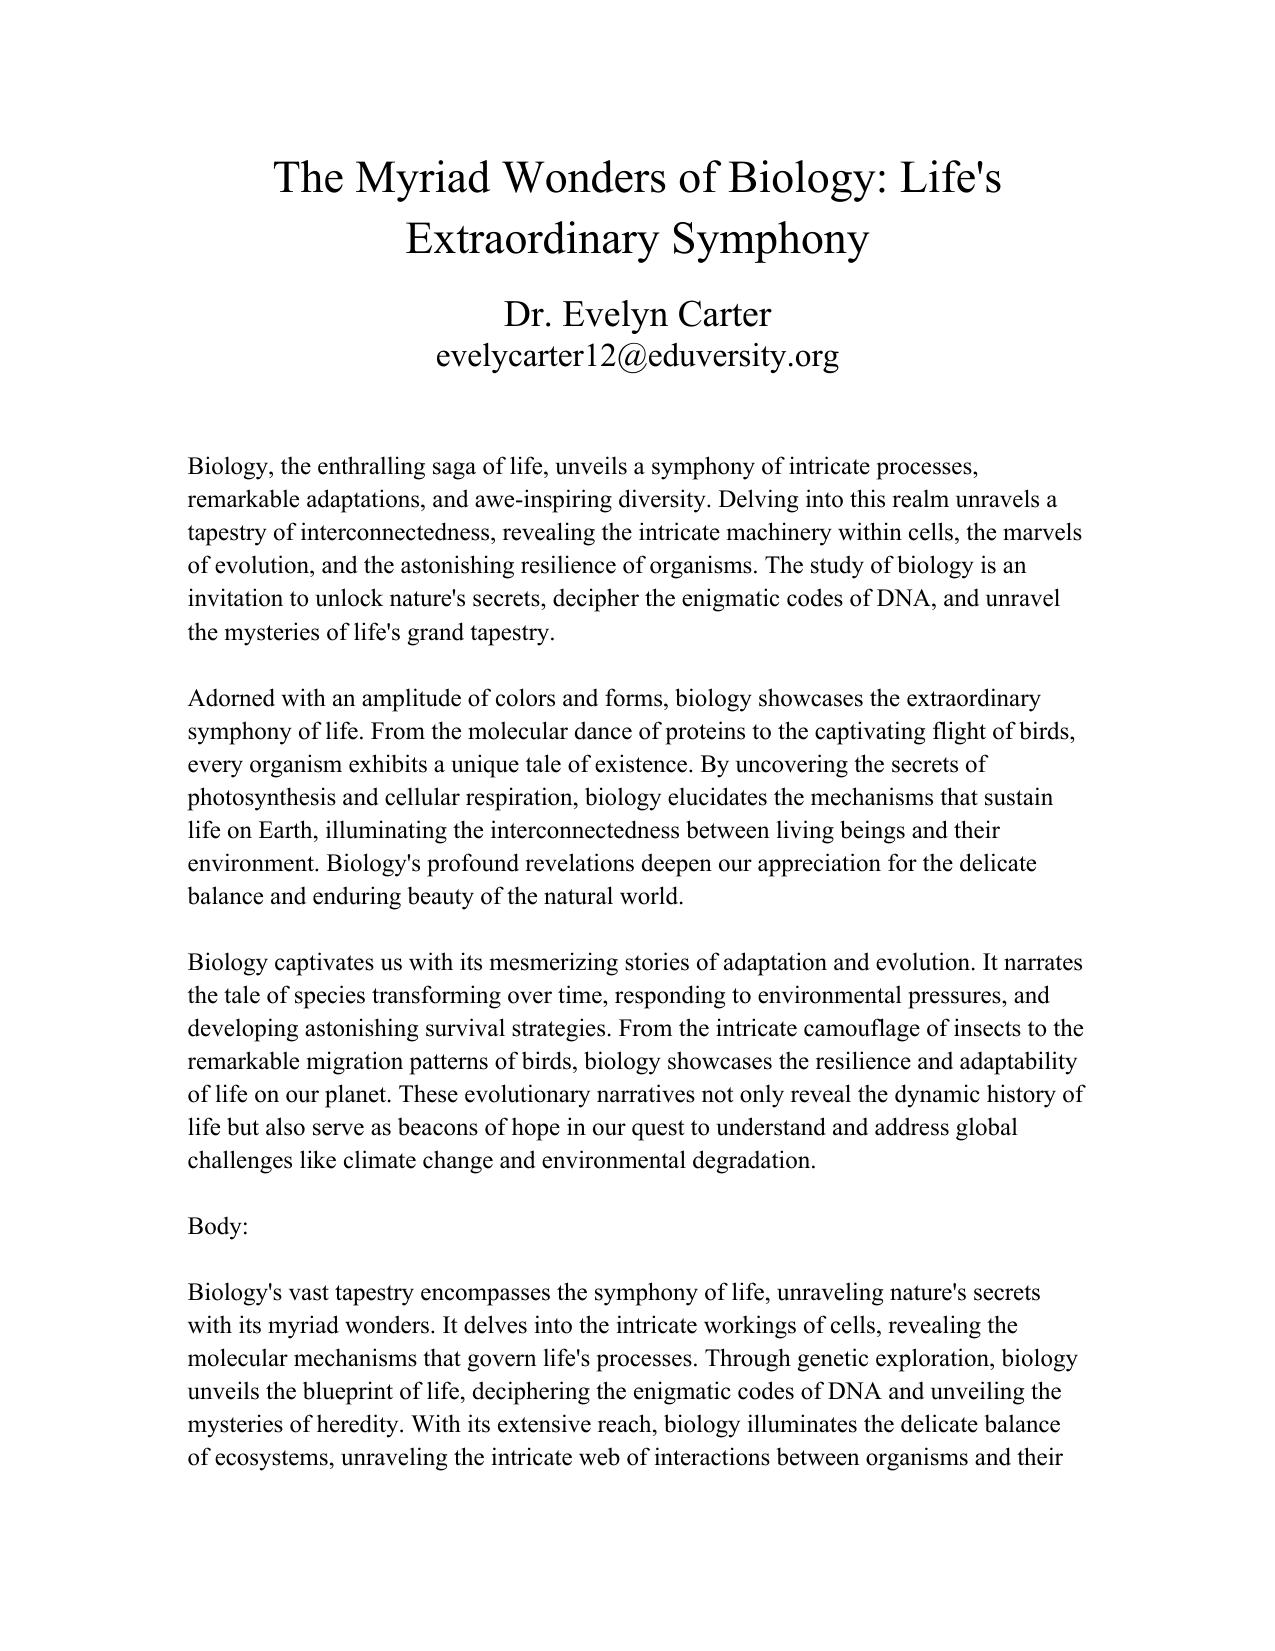 The Myriad Wonders of Biology: Life's
Extraordinary Symphony
Dr. Evelyn Carter
evelycarter12@eduversity.org
Biology, the enthralling saga of life, unveils a symphony of intricate processes,
remarkable adaptations, and awe-inspiring diversity. Delving into this realm unravels a
tapestry of interconnectedness, revealing the intricate machinery within cells, the marvels
of evolution, and the astonishing resilience of organisms. The study of biology is an
invitation to unlock nature's secrets, decipher the enigmatic codes of DNA, and unravel
the mysteries of life's grand tapestry.
Adorned with an amplitude of colors and forms, biology showcases the extraordinary
symphony of life. From the molecular dance of proteins to the captivating flight of birds,
every organism exhibits a unique tale of existence. By uncovering the secrets of
photosynthesis and cellular respiration, biology elucidates the mechanisms that sustain
life on Earth, illuminating the interconnectedness between living beings and their
environment. Biology's profound revelations deepen our appreciation for the delicate
balance and enduring beauty of the natural world.
Biology captivates us with its mesmerizing stories of adaptation and evolution. It narrates
the tale of species transforming over time, responding to environmental pressures, and
developing astonishing survival strategies. From the intricate camouflage of insects to the
remarkable migration patterns of birds, biology showcases the resilience and adaptability
of life on our planet. These evolutionary narratives not only reveal the dynamic history of
life but also serve as beacons of hope in our quest to understand and address global
challenges like climate change and environmental degradation.
Body:
Biology's vast tapestry encompasses the symphony of life, unraveling nature's secrets
with its myriad wonders. It delves into the intricate workings of cells, revealing the
molecular mechanisms that govern life's processes. Through genetic exploration, biology
unveils the blueprint of life, deciphering the enigmatic codes of DNA and unveiling the
mysteries of heredity. With its extensive reach, biology illuminates the delicate balance
of ecosystems, unraveling the intricate web of interactions between organisms and their